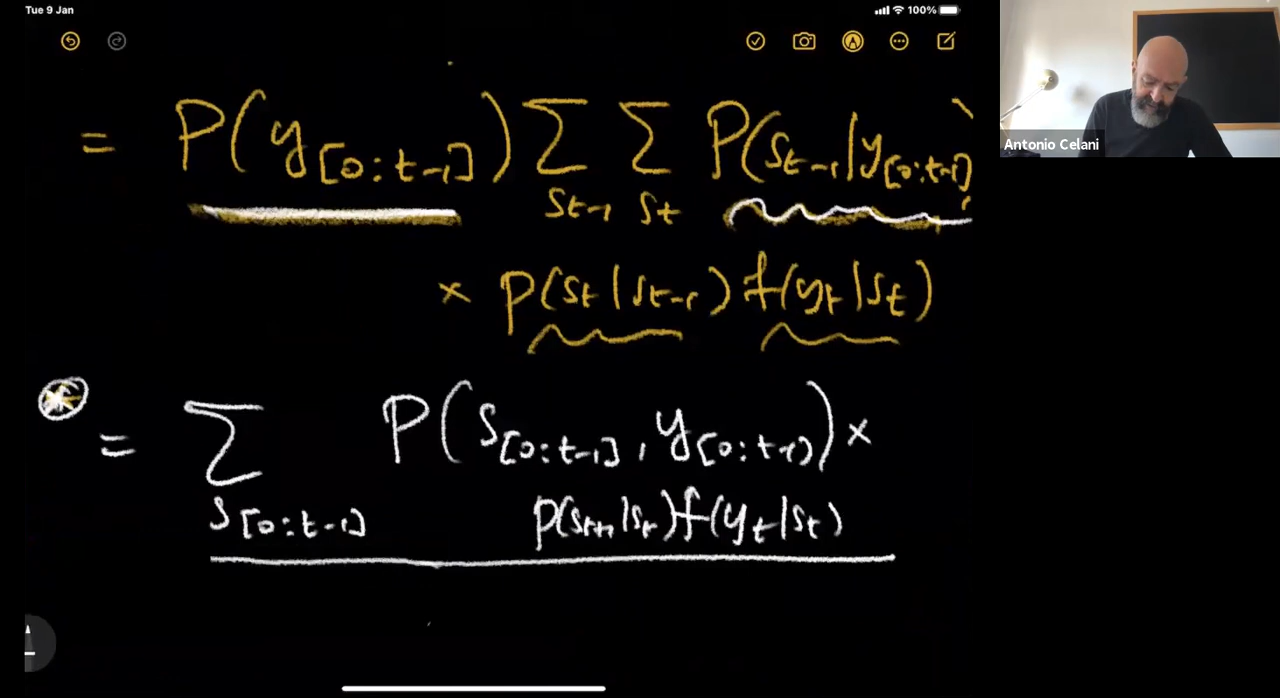 Tue 9 Jan
100%
Antonio Celani
= P(y[0:t-1]) Σ Σ P(st-1|y[0:t-1])
st-1 st
× p(st|st-1) f(yt|st)
* = Σ P(s[0:t-1], y[0:t-1]) ×
s[0:t-1] p(st+1|st) f(yt|st)